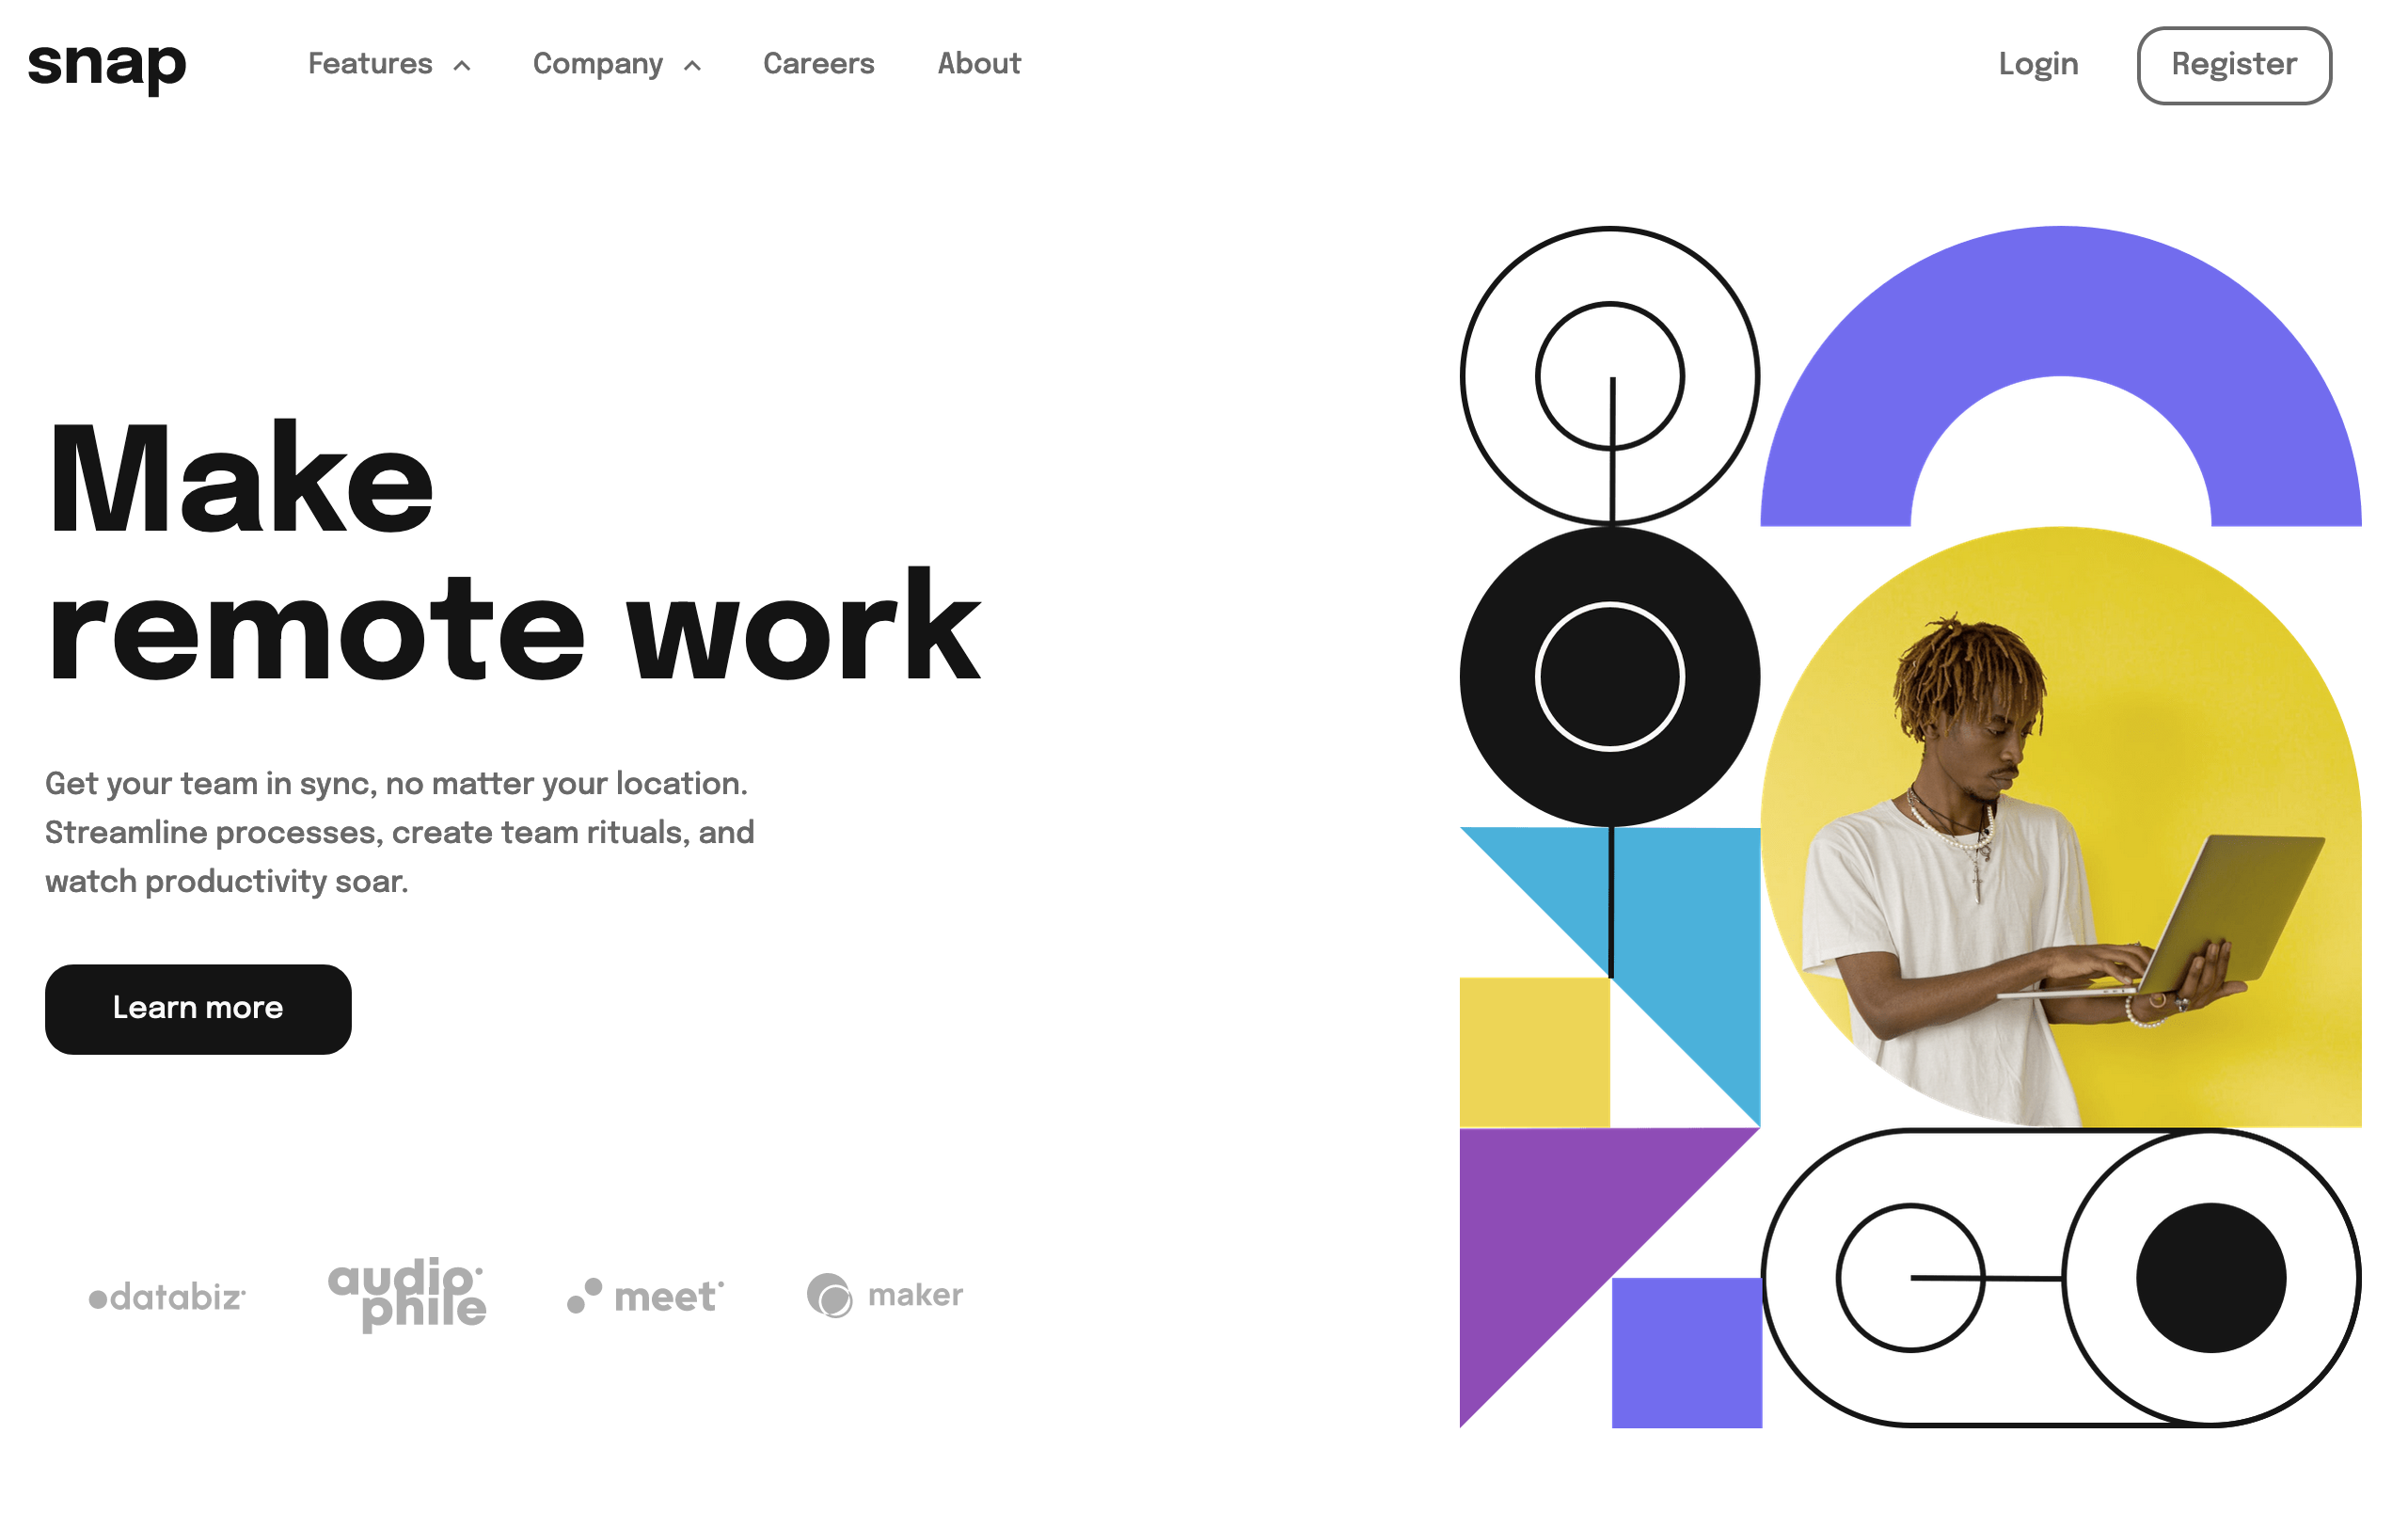 snap
Features
Company
Careers
About
Login
Register
Make
remote work
Get your team in sync, no matter your location.
Streamline processes, create team rituals, and
watch productivity soar.
Learn more
databiz
audio
phile
meet
maker